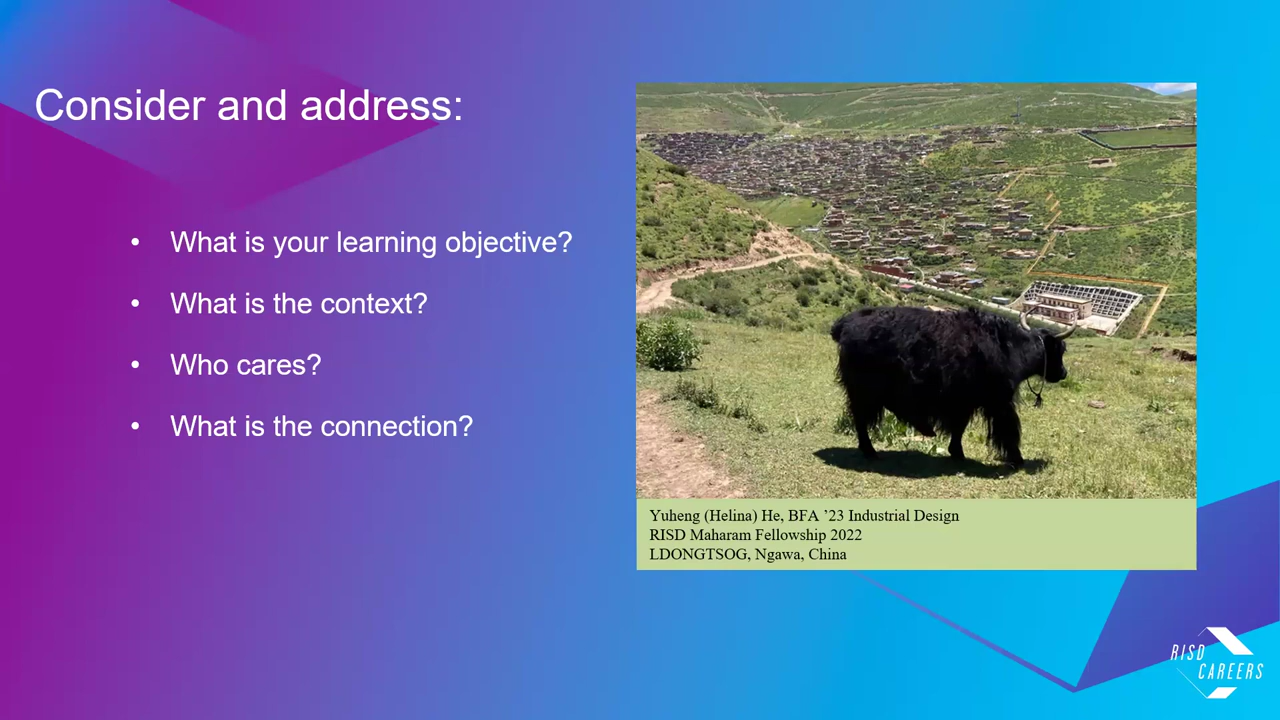 Consider and address:
• What is your learning objective?
• What is the context?
• Who cares?
• What is the connection?
Yuheng (Helina) He, BFA ’23 Industrial Design
RISD Maharam Fellowship 2022
LDONGTSOG, Ngawa, China
RISD
CAREERS